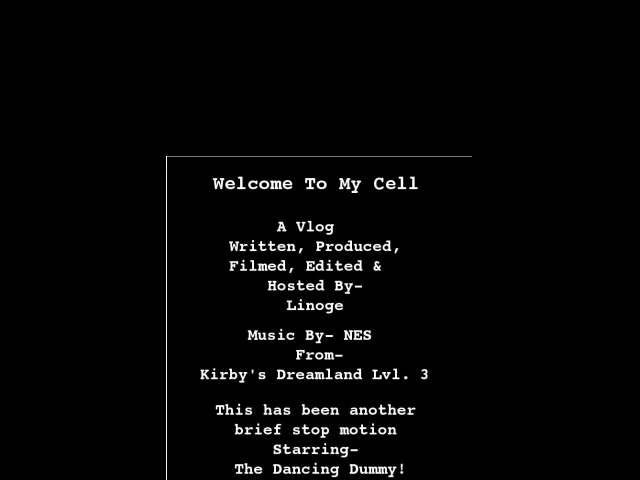 Welcome To My Cell
A Vlog
Written, Produced,
Filmed, Edited &
Hosted By-
Linoge
Music By- NES
From-
Kirby's Dreamland Lvl. 3
This has been another
brief stop motion
Starring-
The Dancing Dummy!